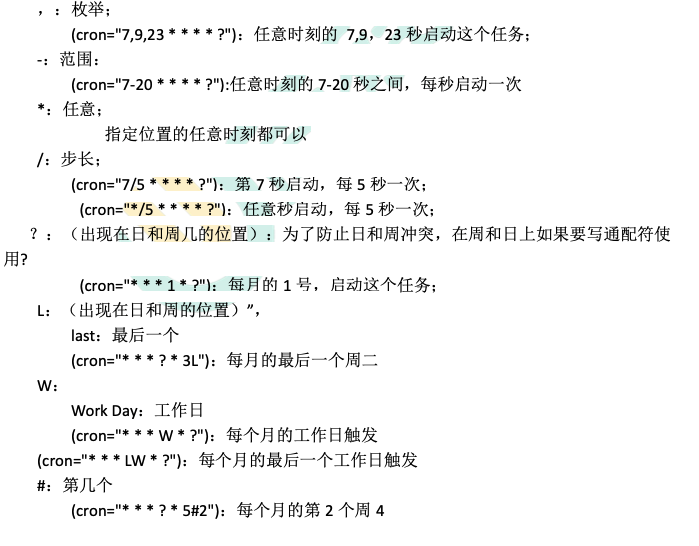 ，：枚举；
(cron="7,9,23 * * * * ?")：任意时刻的 7,9，23 秒启动这个任务；
-：范围：
(cron="7-20 * * * * ?"):任意时刻的 7-20 秒之间，每秒启动一次
*：任意；
指定位置的任意时刻都可以
/：步长；
(cron="7/5 * * * * ?")：第 7 秒启动，每 5 秒一次；
(cron="*/5 * * * * ?")：任意秒启动，每 5 秒一次；
？：（出现在日和周几的位置）：为了防止日和周冲突，在周和日上如果要写通配符使
用?
(cron="* * * 1 * ?")：每月的 1 号，启动这个任务；
L：（出现在日和周的位置）”，
last：最后一个
(cron="* * * ? * 3L")：每月的最后一个周二
W：
Work Day：工作日
(cron="* * * W * ?")：每个月的工作日触发
(cron="* * * LW * ?")：每个月的最后一个工作日触发
#：第几个
(cron="* * * ? * 5#2")：每个月的第 2 个周 4